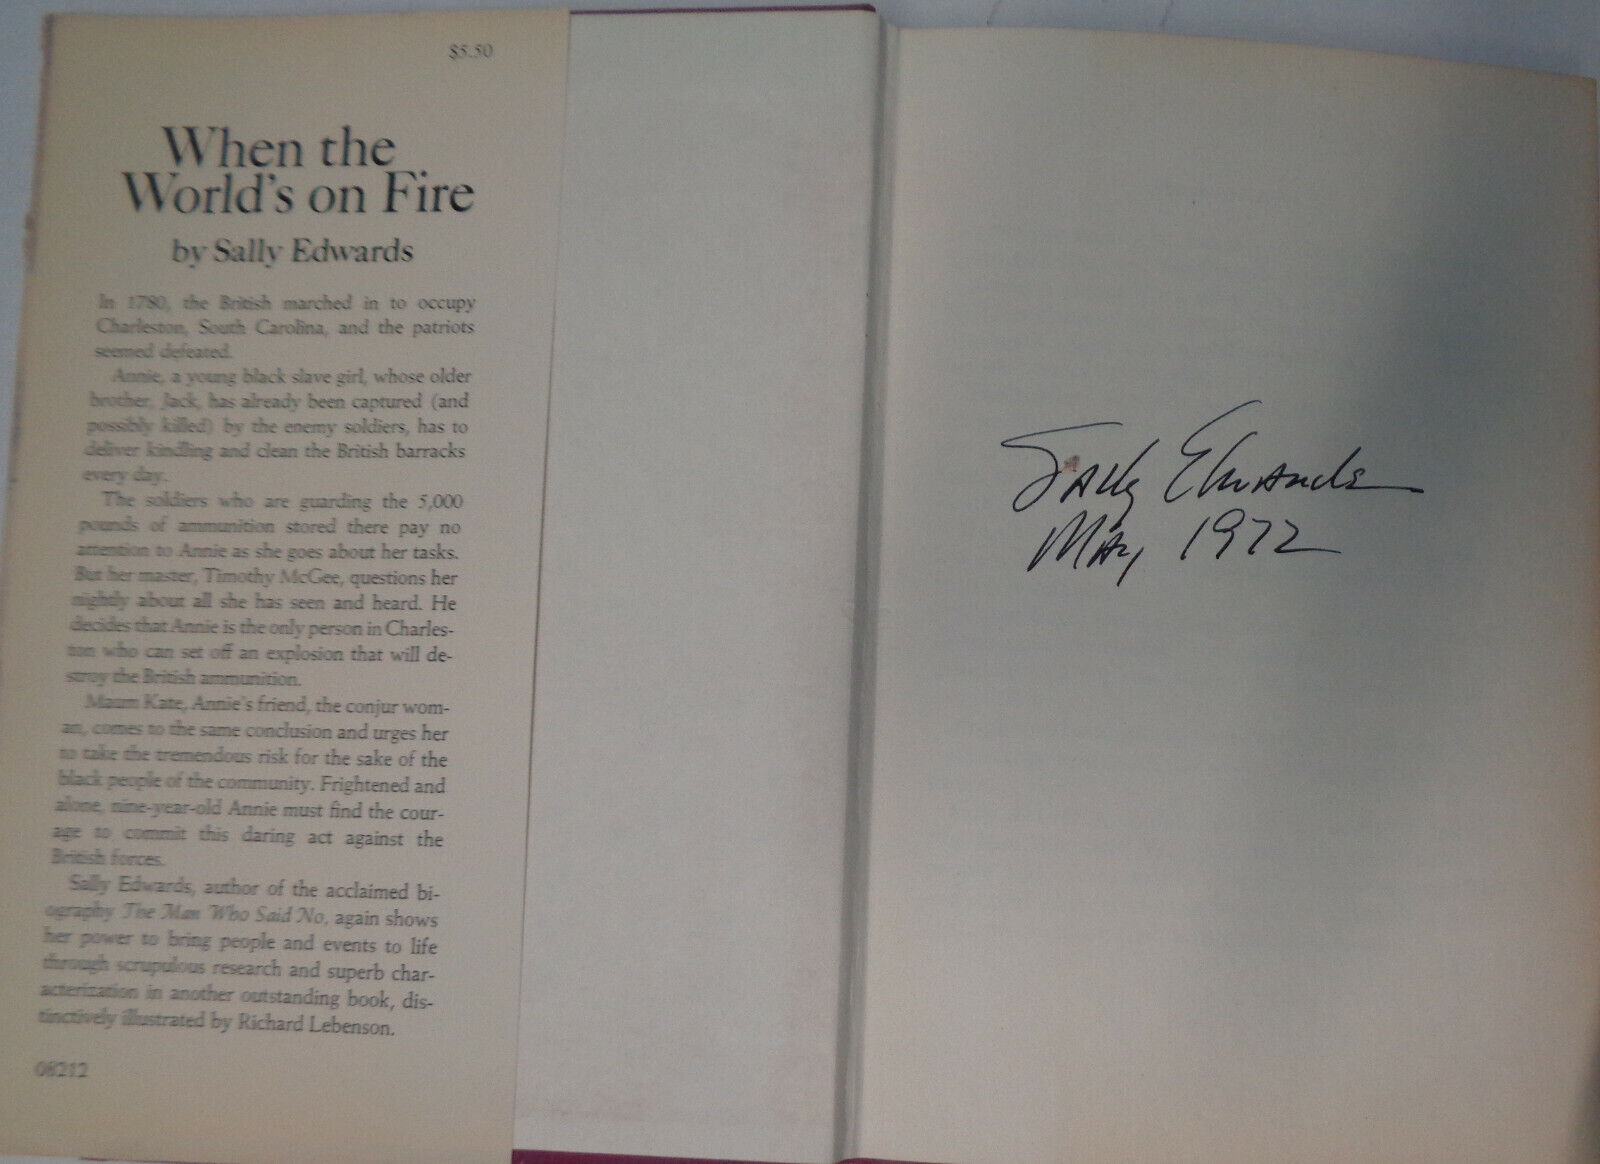 $5.50
When the
World's on Fire
by Sally Edwards
In 1780, the British marched in to occupy
Charleston, South Carolina, and the patriots
seemed defeated.
Annie, a young black slave girl, whose older
brother, Jack, has already been captured (and
possibly killed) by the enemy soldiers, has to
deliver kindling and clean the British barracks
every day.
The soldiers who are guarding the 5,000
pounds of ammunition stored there pay no
attention to Annie as she goes about her tasks.
But her master, Timothy McGee, questions her
nightly about all she has seen and heard. He
decides that Annie is the only person in Charles-
ton who can set off an explosion that will de-
stroy the British ammunition.
Maum Kate, Annie's friend, the conjur wom-
an, comes to the same conclusion and urges her
to take the tremendous risk for the sake of the
black people of the community. Frightened and
alone, nine-year-old Annie must find the cour-
age to commit this daring act against the
British forces.
Sally Edwards, author of the acclaimed bi-
ography The Man Who Said No, again shows
her power to bring people and events to life
through scrupulous research and superb char-
acterization in another outstanding book, dis-
tinctively illustrated by Richard Lebenson.
08212
Sally Edwards
May, 1972